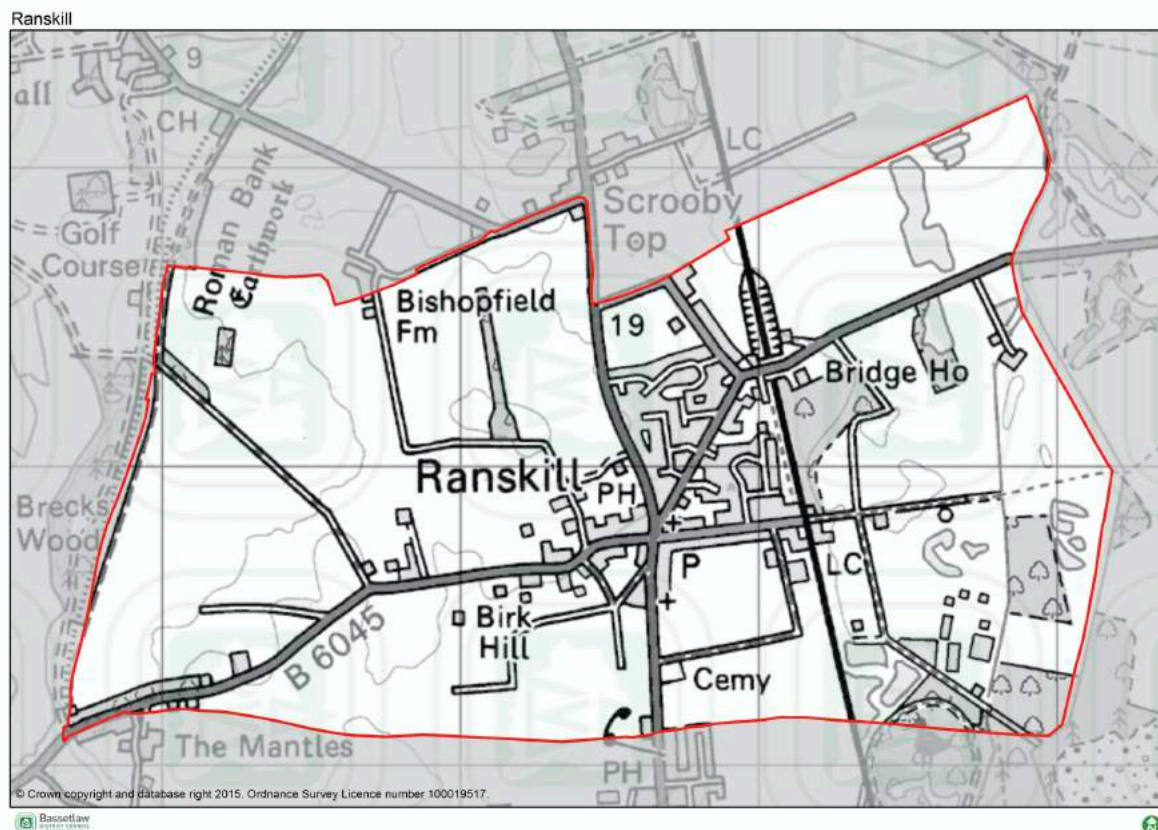 Ranskill
9
all
CH
LC
Roman Bank
Earthwork
Scrooby
Top
Golf
Course
Bishopfield
Fm
19
Bridge Ho
Ranskill
PH
Brecks
Wood
P
LC
Birk
Hill
B 6045
Cemy
The Mantles
PH
© Crown copyright and database right 2015. Ordnance Survey Licence number 100019517.
Bassetlaw
DISTRICT COUNCIL